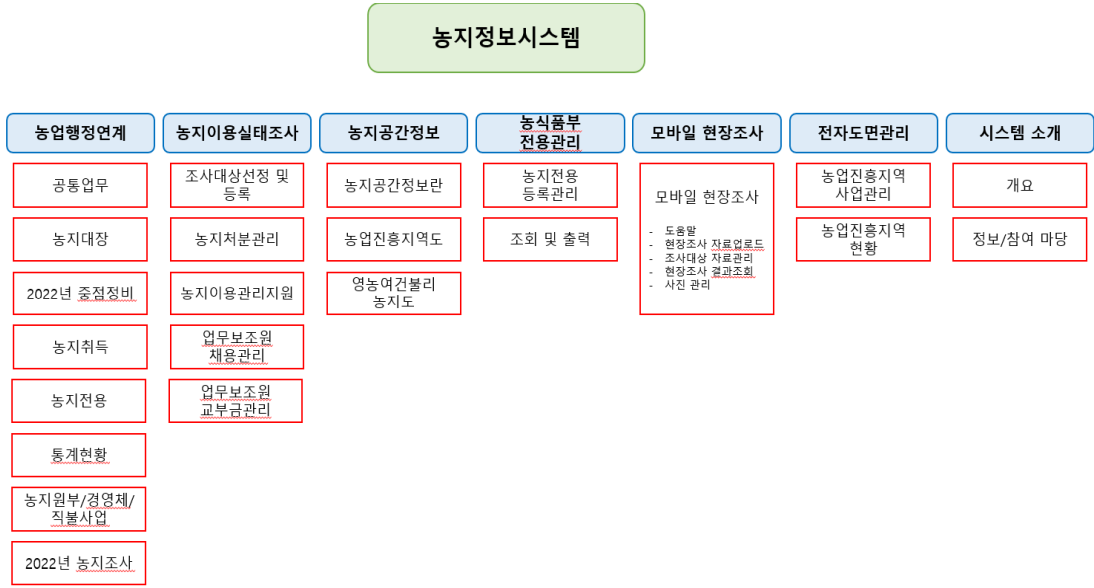 농지정보시스템
농업행정연계
공통업무
농지대장
2022년 중점정비
농지취득
농지전용
통계현황
농지원부/경영체/
직불사업
2022년 농지조사
농지이용실태조사
조사대상선정 및
등록
농지처분관리
농지이용관리지원
업무보조원
채용관리
업무보조원
교부금관리
농지공간정보
농지공간정보란
농업진흥지역도
영농여건불리
농지도
농식품부
전용관리
농지전용
등록관리
조회 및 출력
모바일 현장조사
모바일 현장조사
- 도움말
- 현장조사 자료업로드
- 조사대상 자료관리
- 현장조사 결과조회
- 사진 관리
전자도면관리
농업진흥지역
사업관리
농업진흥지역
현황
시스템 소개
개요
정보/참여 마당